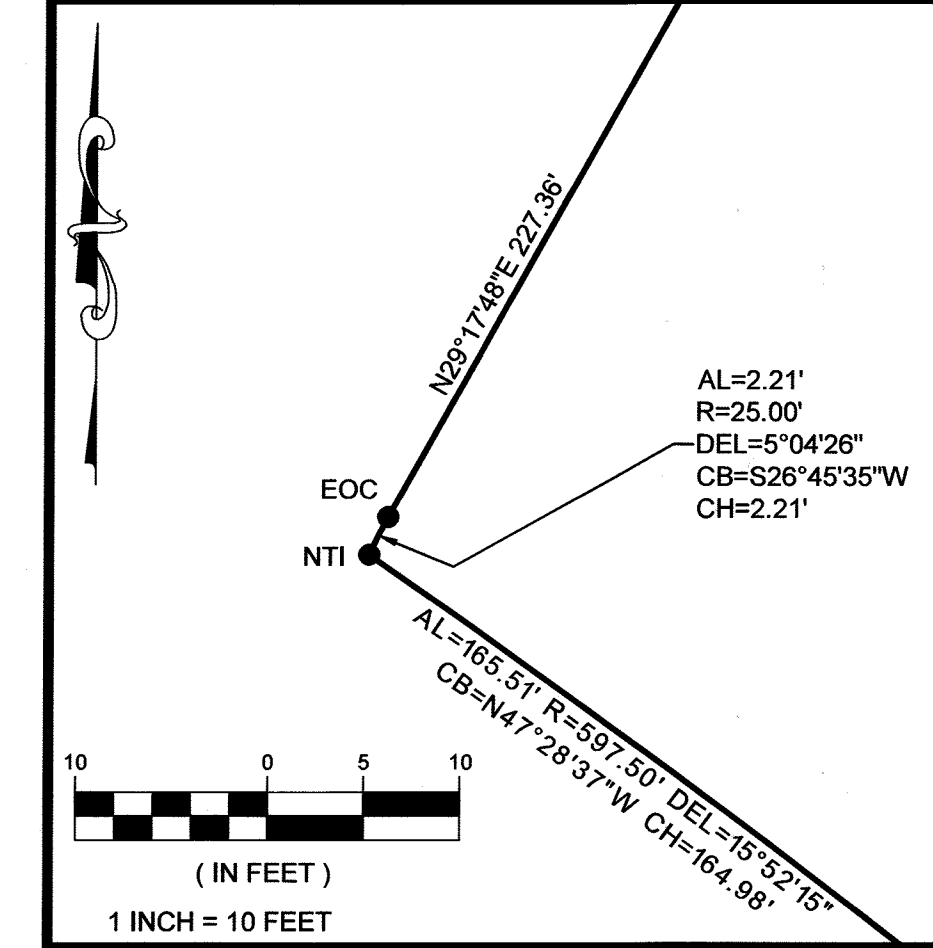 N29°17'48"E 227.36'
AL=2.21'
R=25.00'
DEL=5°04'26"
CB=S26°45'35"W
CH=2.21'
EOC
NTI
AL=165.51' R=597.50' DEL=15°52'15"
CB=N47°28'37"W CH=164.98'
10 0 5 10
( IN FEET )
1 INCH = 10 FEET